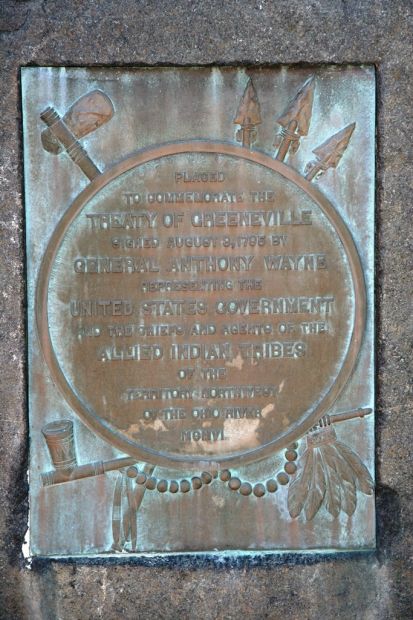 PLACED
TO COMMEMORATE THE
TREATY OF GREENEVILLE
SIGNED AUGUST 3, 1795 BY
GENERAL ANTHONY WAYNE
REPRESENTING THE
UNITED STATES GOVERNMENT
AND THE CHIEFS AND AGENTS OF THE
ALLIED INDIAN TRIBES
OF THE
TERRITORY NORTHWEST
OF THE OHIO RIVER
MCMVI